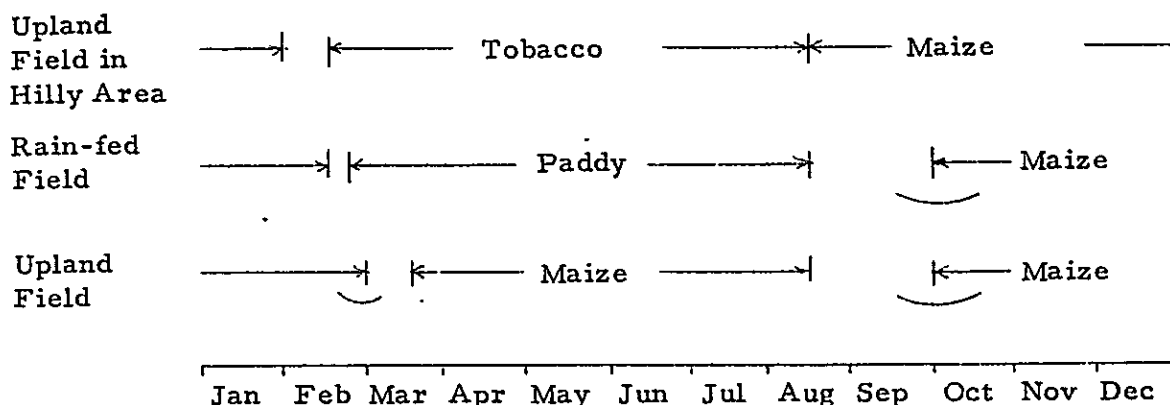 Upland
Field in
Hilly Area
Tobacco
Maize
Rain-fed
Field
Paddy
Maize
Upland
Field
Maize
Maize
Jan Feb Mar Apr May Jun Jul Aug Sep Oct Nov Dec